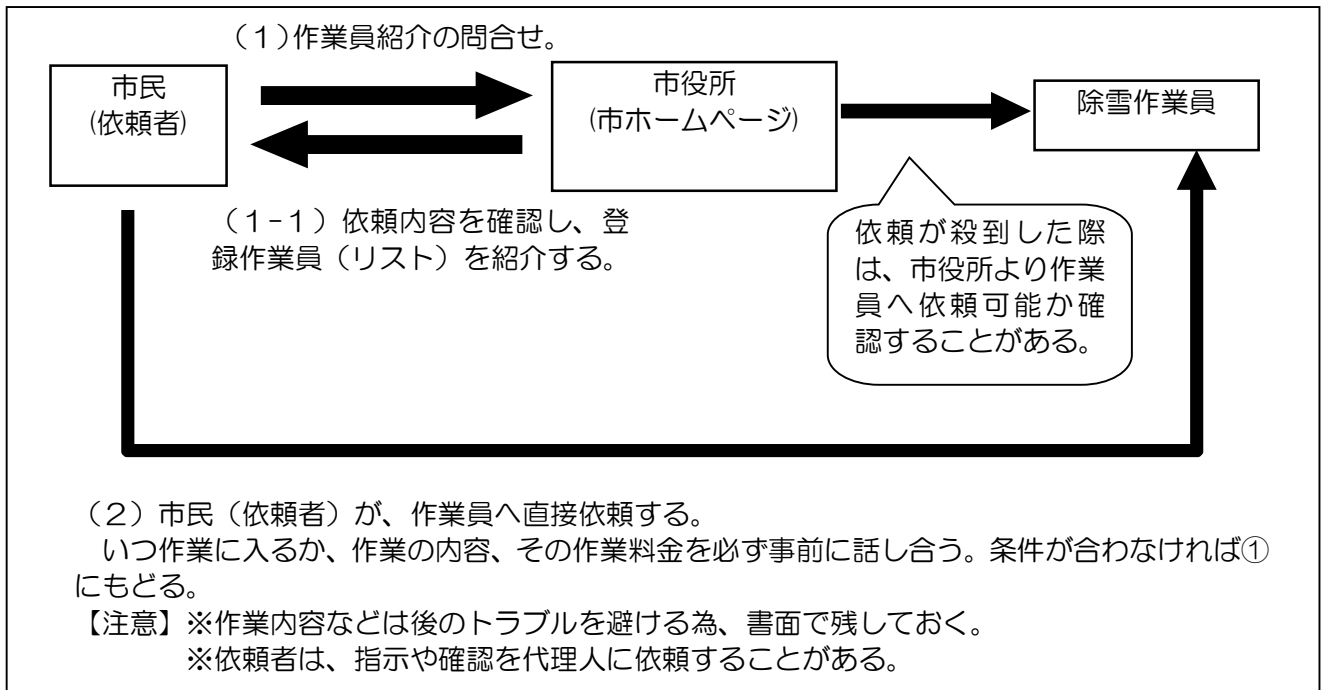 （１）作業員紹介の問合せ。
市民
(依頼者)
市役所
(市ホームページ)
除雪作業員
（１-１）依頼内容を確認し、登
録作業員（リスト）を紹介する。
依頼が殺到した際
は、市役所より作業
員へ依頼可能か確
認することがある。
（２）市民（依頼者）が、作業員へ直接依頼する。
いつ作業に入るか、作業の内容、その作業料金を必ず事前に話し合う。条件が合わなければ①
にもどる。
【注意】※作業内容などは後のトラブルを避ける為、書面で残しておく。
※依頼者は、指示や確認を代理人に依頼することがある。